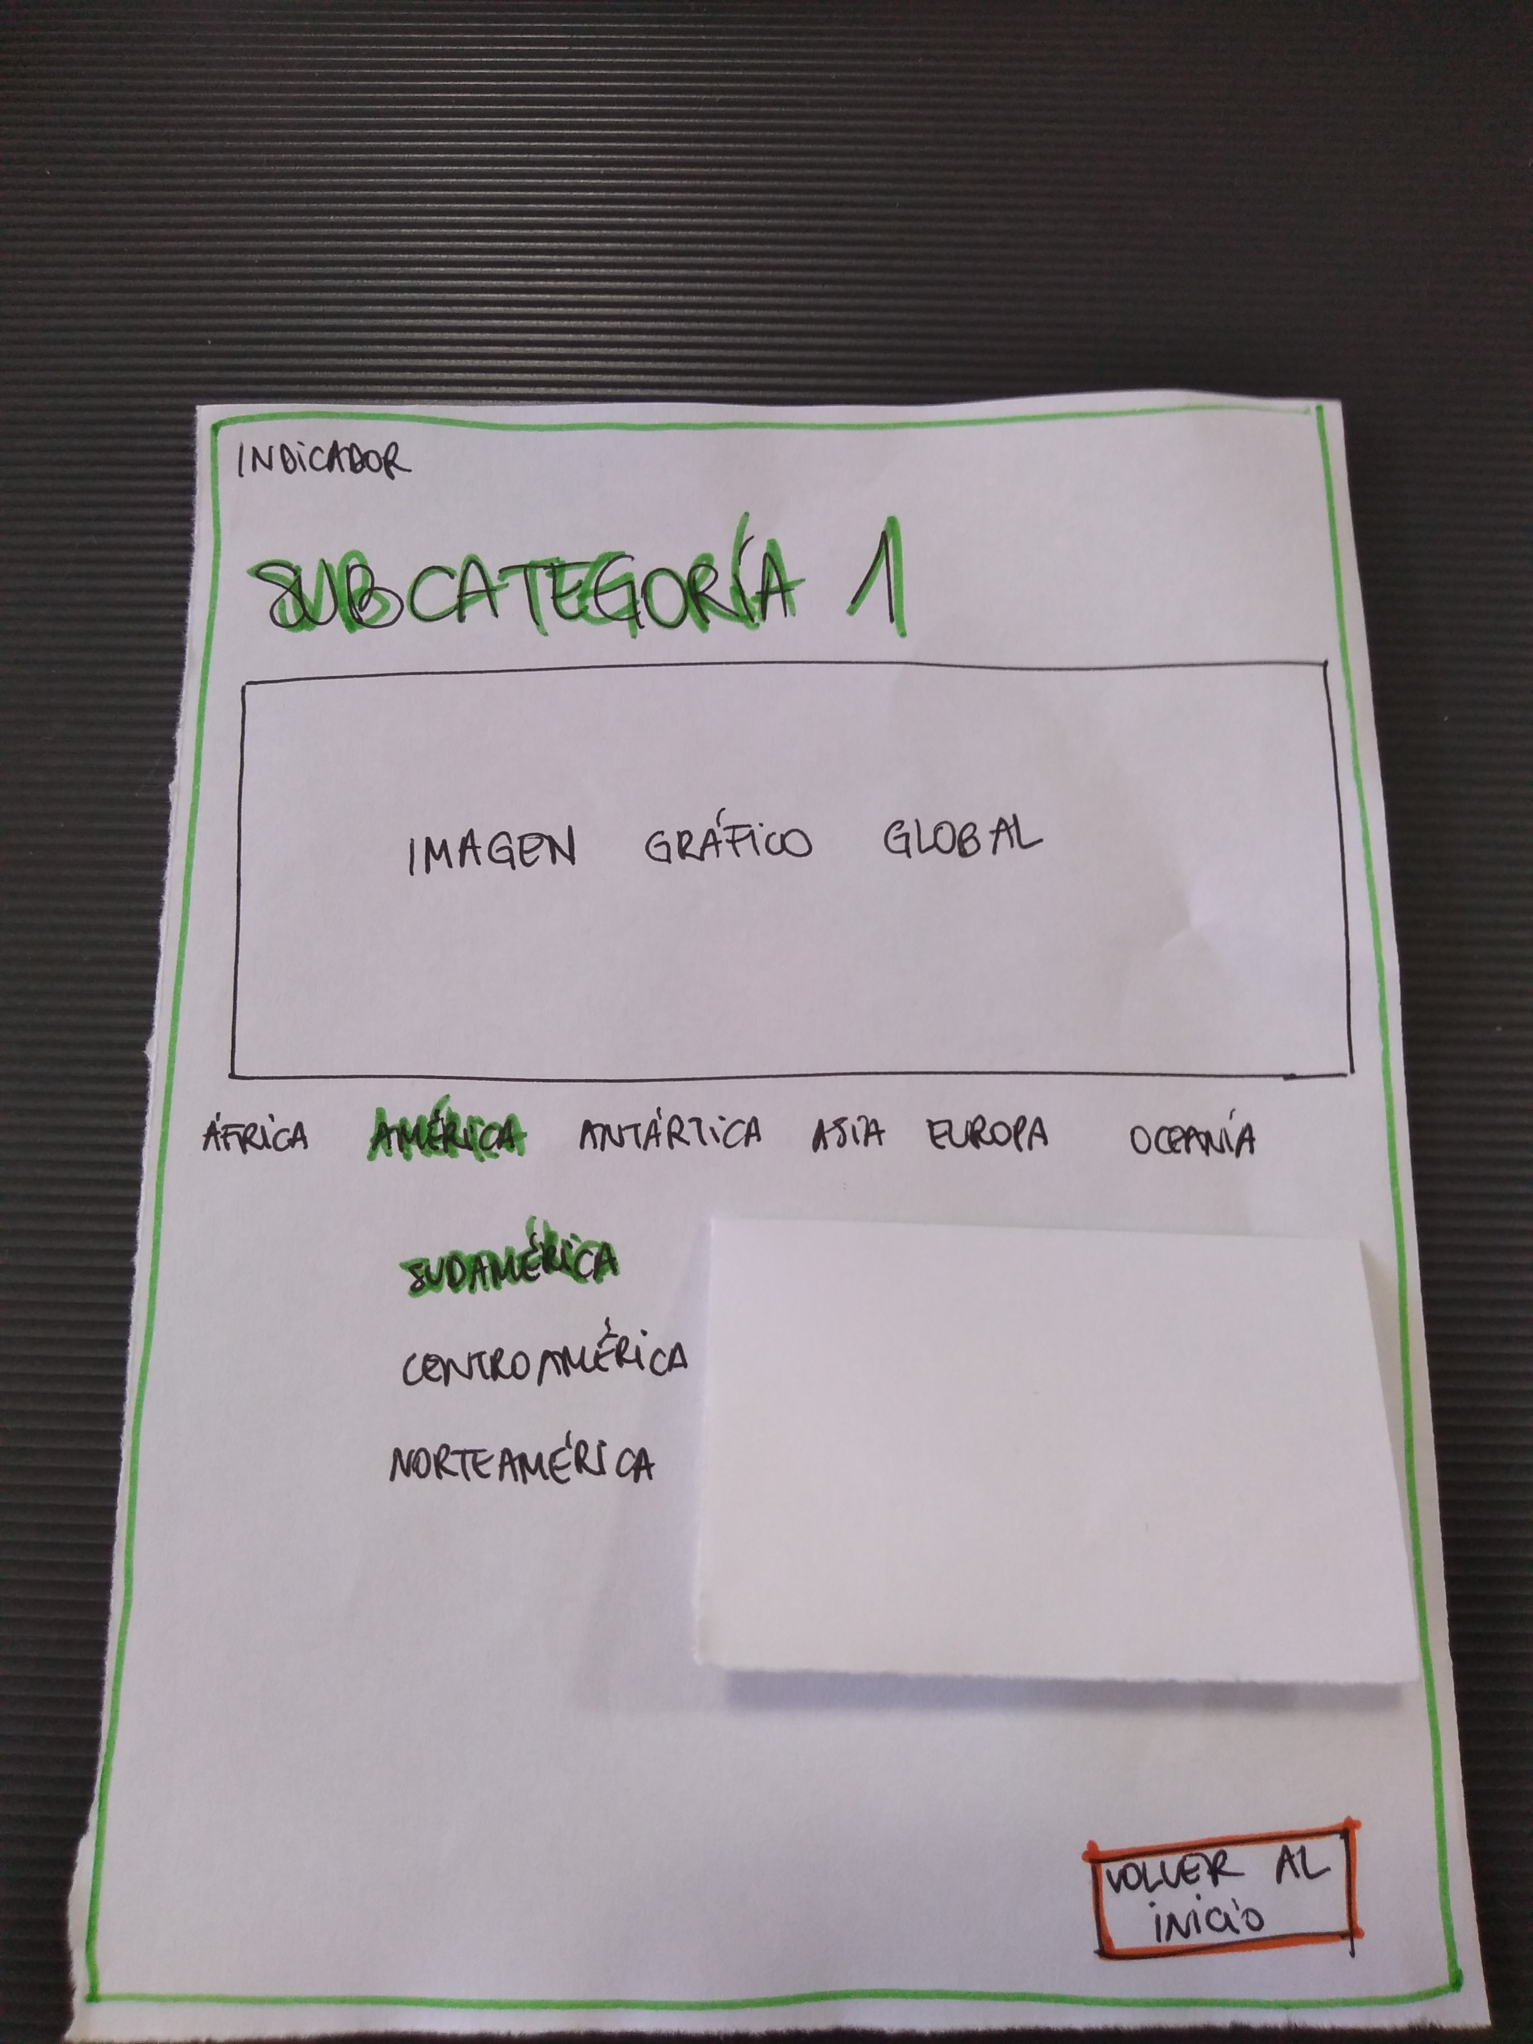 INDICADOR
SUBCATEGORÍA 1
IMAGEN GRÁFICO GLOBAL
ÁFRICA AMÉRICA ANTÁRTICA ASIA EUROPA OCEANÍA
SUDAMÉRICA
CENTROAMÉRICA
NORTEAMÉRICA
VOLVER AL
INICIO